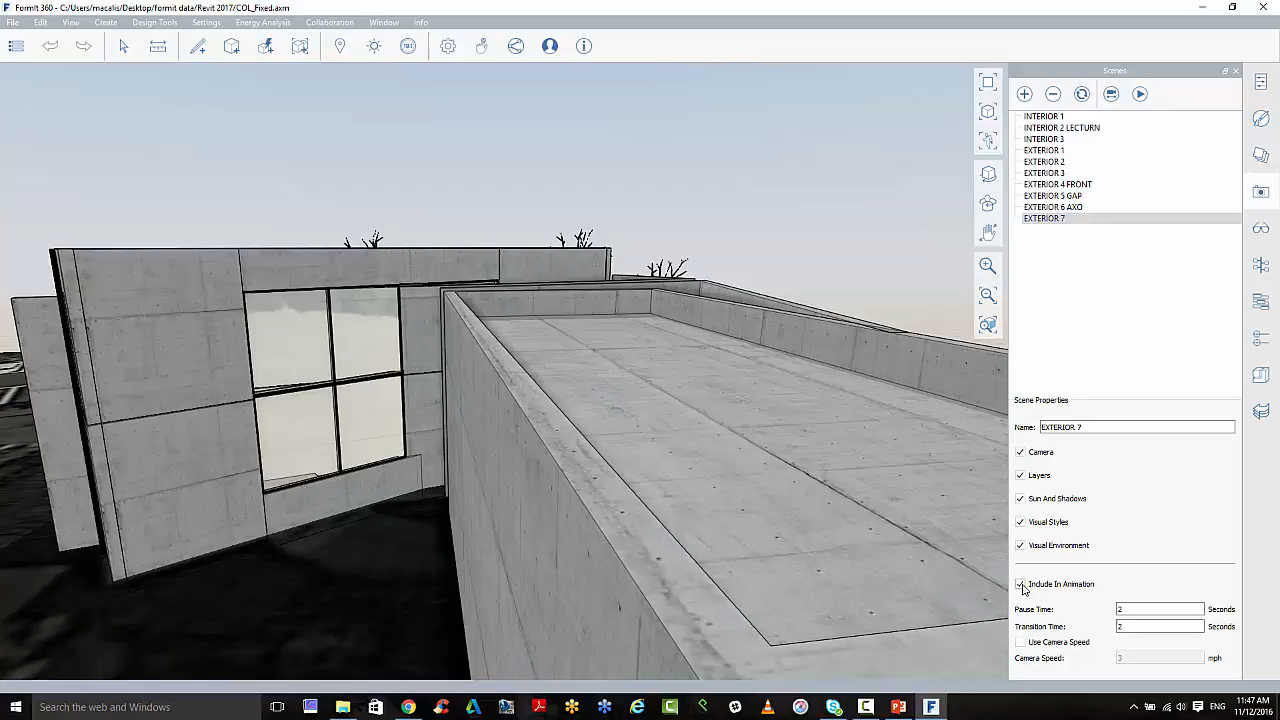 FormIt 360 - C:/Users/macalis/Desktop/formit data/Revit 2017/COL_Fixed.axm
File Edit View Create Design Tools Settings Energy Analysis Collaboration Window Info
Scenes
INTERIOR 1
INTERIOR 2 LECTURN
INTERIOR 3
EXTERIOR 1
EXTERIOR 2
EXTERIOR 3
EXTERIOR 4 FRONT
EXTERIOR 5 GAP
EXTERIOR 6 AXO
EXTERIOR 7
Scene Properties
Name: EXTERIOR 7
Camera
Layers
Sun And Shadows
Visual Styles
Visual Environment
Include In Animation
Pause Time: 2 Seconds
Transition Time: 2 Seconds
Use Camera Speed
Camera Speed: 3 mph
Search the web and Windows
ENG
11:47 AM
11/12/2016